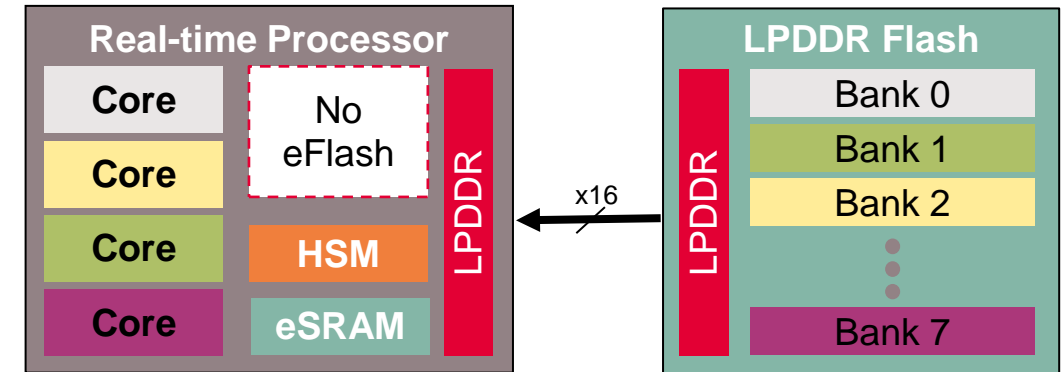 Real-time Processor
Core
Core
Core
Core
No
eFlash
HSM
eSRAM
LPDDR
x16
LPDDR Flash
LPDDR
Bank 0
Bank 1
Bank 2
Bank 7